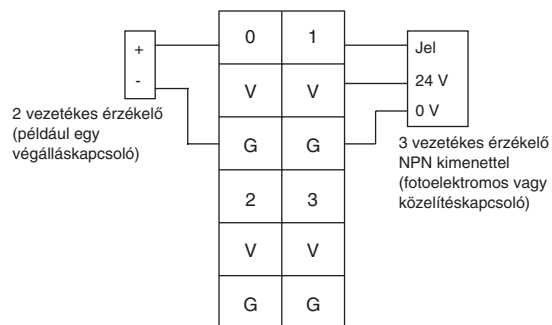 +
-
2 vezetékes érzékelő
(például egy
végálláskapcsoló)
0 1
V V
G G
2 3
V V
G G
Jel
24 V
0 V
3 vezetékes érzékelő
NPN kimenettel
(fotoelektromos vagy
közelítéskapcsoló)